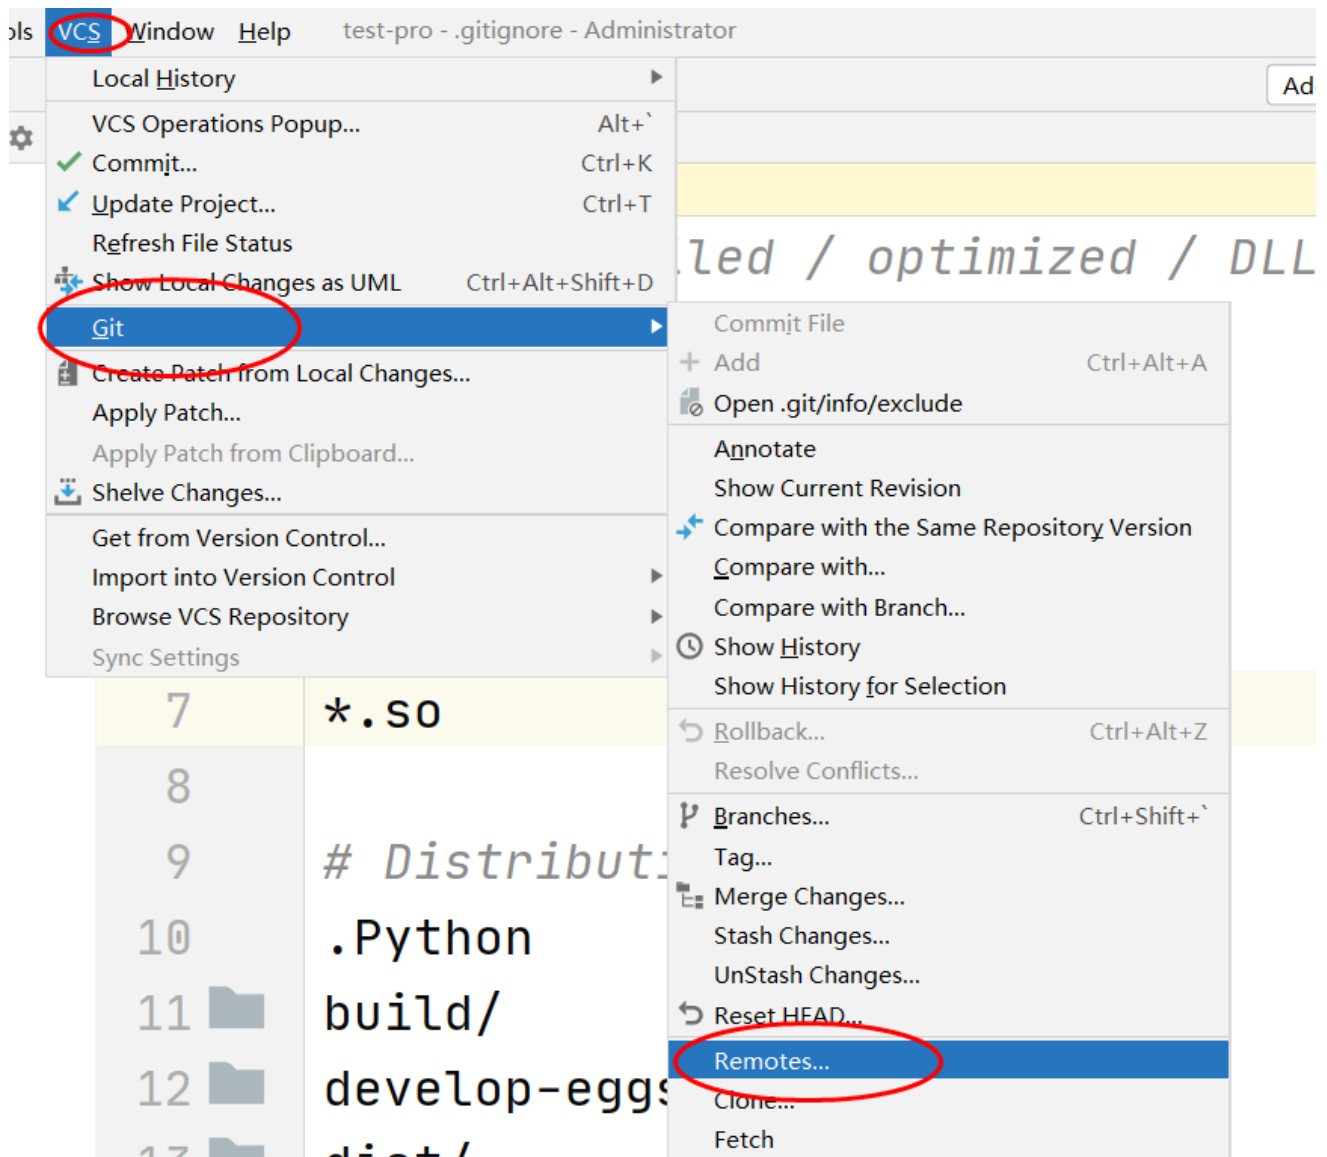 VCS Window Help test-pro - .gitignore - Administrator
Local History
Ad
VCS Operations Popup... Alt+`
Commit... Ctrl+K
Update Project... Ctrl+T
Refresh File Status
Show Local Changes as UML Ctrl+Alt+Shift+D
/ optimized / DLL
Git
Create Patch from Local Changes...
Apply Patch...
Apply Patch from Clipboard...
Shelve Changes...
Get from Version Control...
Import into Version Control
Browse VCS Repository
Sync Settings
Commit File
Add Ctrl+Alt+A
Open .git/info/exclude
Annotate
Show Current Revision
Compare with the Same Repository Version
Compare with...
Compare with Branch...
Show History
Show History for Selection
Rollback... Ctrl+Alt+Z
Resolve Conflicts...
Branches... Ctrl+Shift+`
Tag...
Merge Changes...
Stash Changes...
UnStash Changes...
Reset HEAD...
Remotes...
Clone...
Fetch
7 *.so
8
9 # Distributi
10 .Python
11 build/
12 develop-eggs
13 dist/